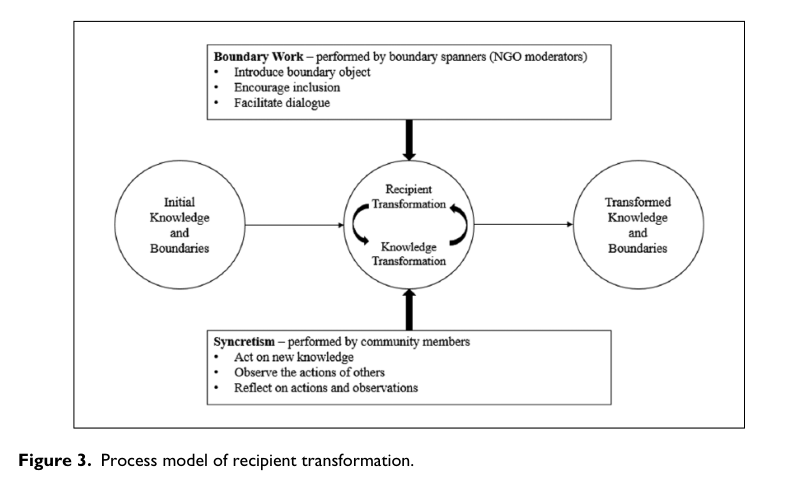 Boundary Work – performed by boundary spanners (NGO moderators)
• Introduce boundary object
• Encourage inclusion
• Facilitate dialogue
Initial
Knowledge
and
Boundaries
Recipient
Transformation
Knowledge
Transformation
Transformed
Knowledge
and
Boundaries
Syncretism – performed by community members
• Act on new knowledge
• Observe the actions of others
• Reflect on actions and observations
Figure 3. Process model of recipient transformation.